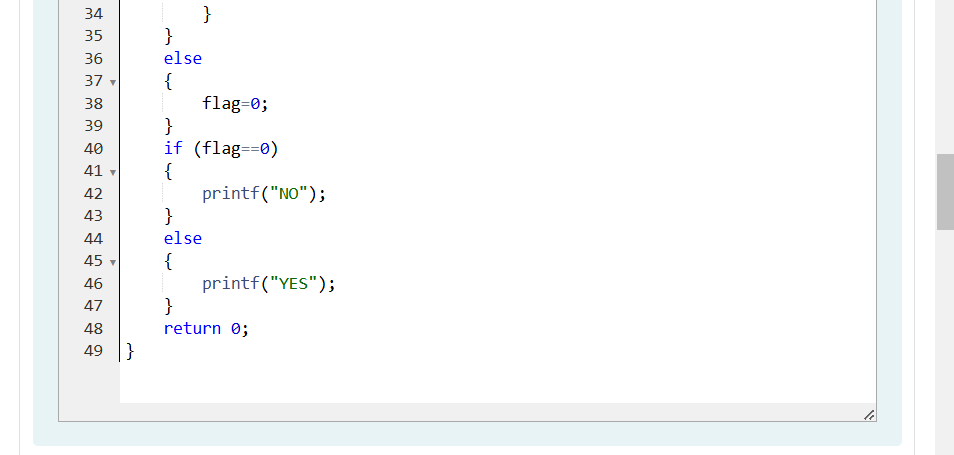 34 }
35 }
36 else
37 {
38 flag=0;
39 }
40 if (flag==0)
41 {
42 printf("NO");
43 }
44 else
45 {
46 printf("YES");
47 }
48 return 0;
49 }